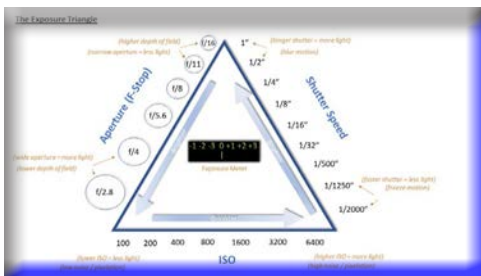 The Exposure Triangle
(higher depth of field)
(narrow aperture = less light)
f/16
f/11
f/8
f/5.6
f/4
f/2.8
Aperture (F-Stop)
(wide aperture = more light)
(lower depth of field)
1"
1/2"
1/4"
1/8"
1/16"
1/32"
1/500"
1/1250"
1/2000"
Shutter Speed
(longer shutter = more light)
(blur motion)
(faster shutter = less light)
(freeze motion)
-1 -2 -3 0 +1 +2 +3
Exposure Meter
100 200 400 800 1600 3200 6400
(lower ISO = less light)
ISO
(higher ISO = more light)